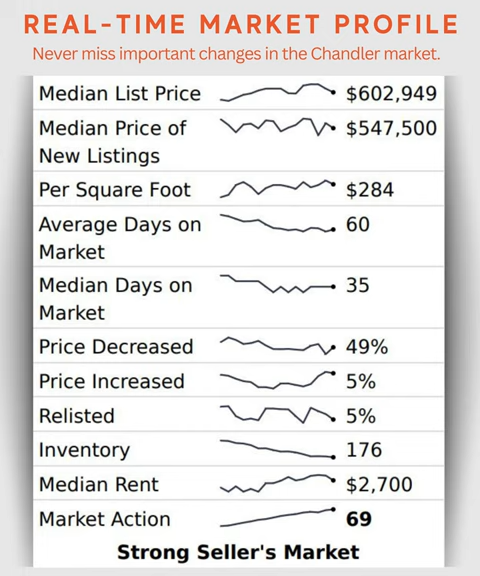 REAL-TIME MARKET PROFILE
Never miss important changes in the Chandler market.
Median List Price $602,949
Median Price of $547,500
New Listings
Per Square Foot $284
Average Days on 60
Market
Median Days on 35
Market
Price Decreased 49%
Price Increased 5%
Relisted 5%
Inventory 176
Median Rent $2,700
Market Action 69
Strong Seller's Market